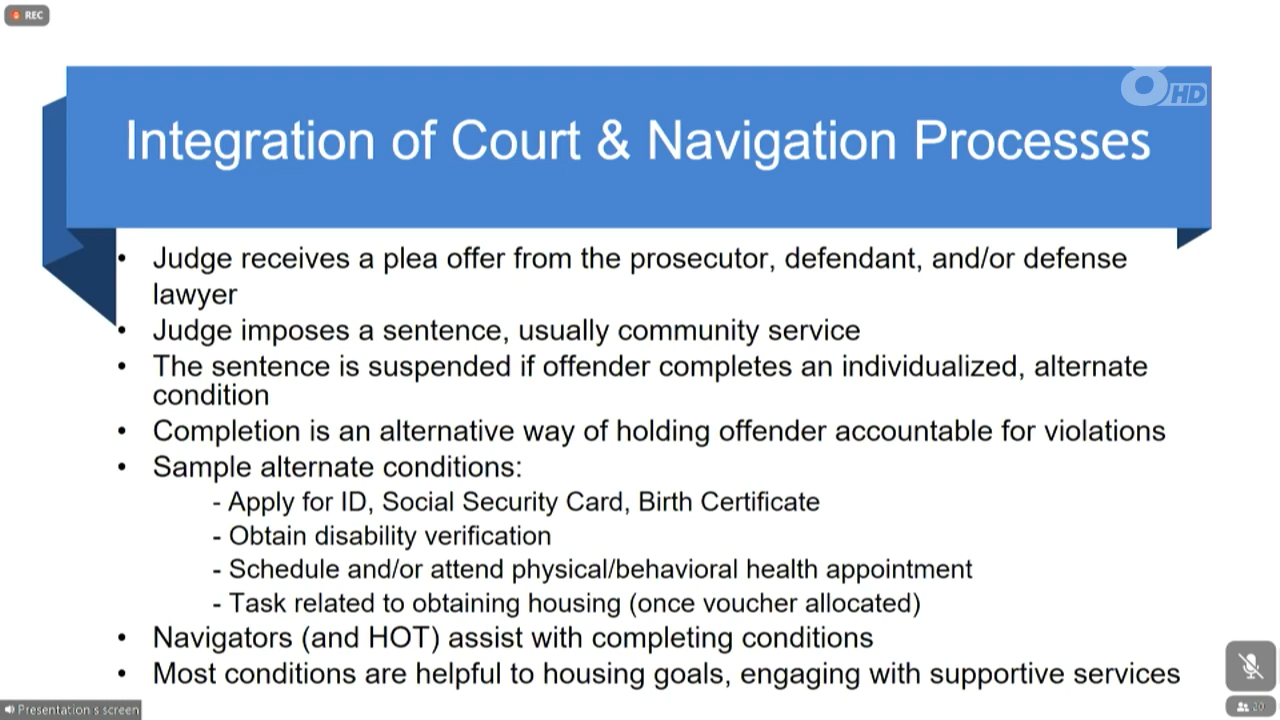 REC
8HD
Integration of Court & Navigation Processes
• Judge receives a plea offer from the prosecutor, defendant, and/or defense
lawyer
• Judge imposes a sentence, usually community service
• The sentence is suspended if offender completes an individualized, alternate
condition
• Completion is an alternative way of holding offender accountable for violations
• Sample alternate conditions:
- Apply for ID, Social Security Card, Birth Certificate
- Obtain disability verification
- Schedule and/or attend physical/behavioral health appointment
- Task related to obtaining housing (once voucher allocated)
• Navigators (and HOT) assist with completing conditions
• Most conditions are helpful to housing goals, engaging with supportive services
Presentation s screen
20